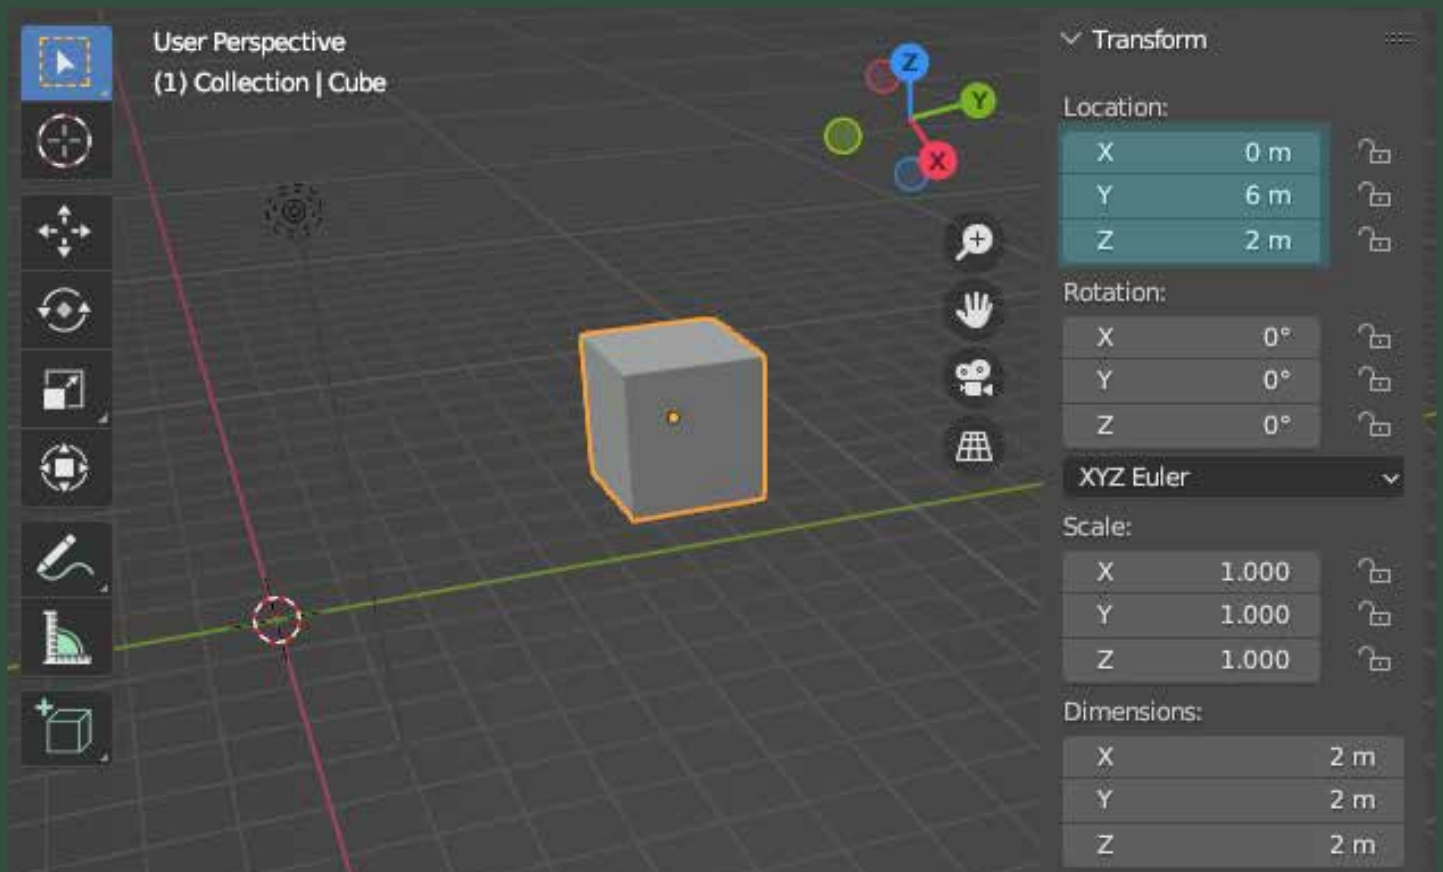 User Perspective
(1) Collection | Cube
Z
Y
X
Transform
Location:
X 0 m
Y 6 m
Z 2 m
Rotation:
X 0°
Y 0°
Z 0°
XYZ Euler
Scale:
X 1.000
Y 1.000
Z 1.000
Dimensions:
X 2 m
Y 2 m
Z 2 m